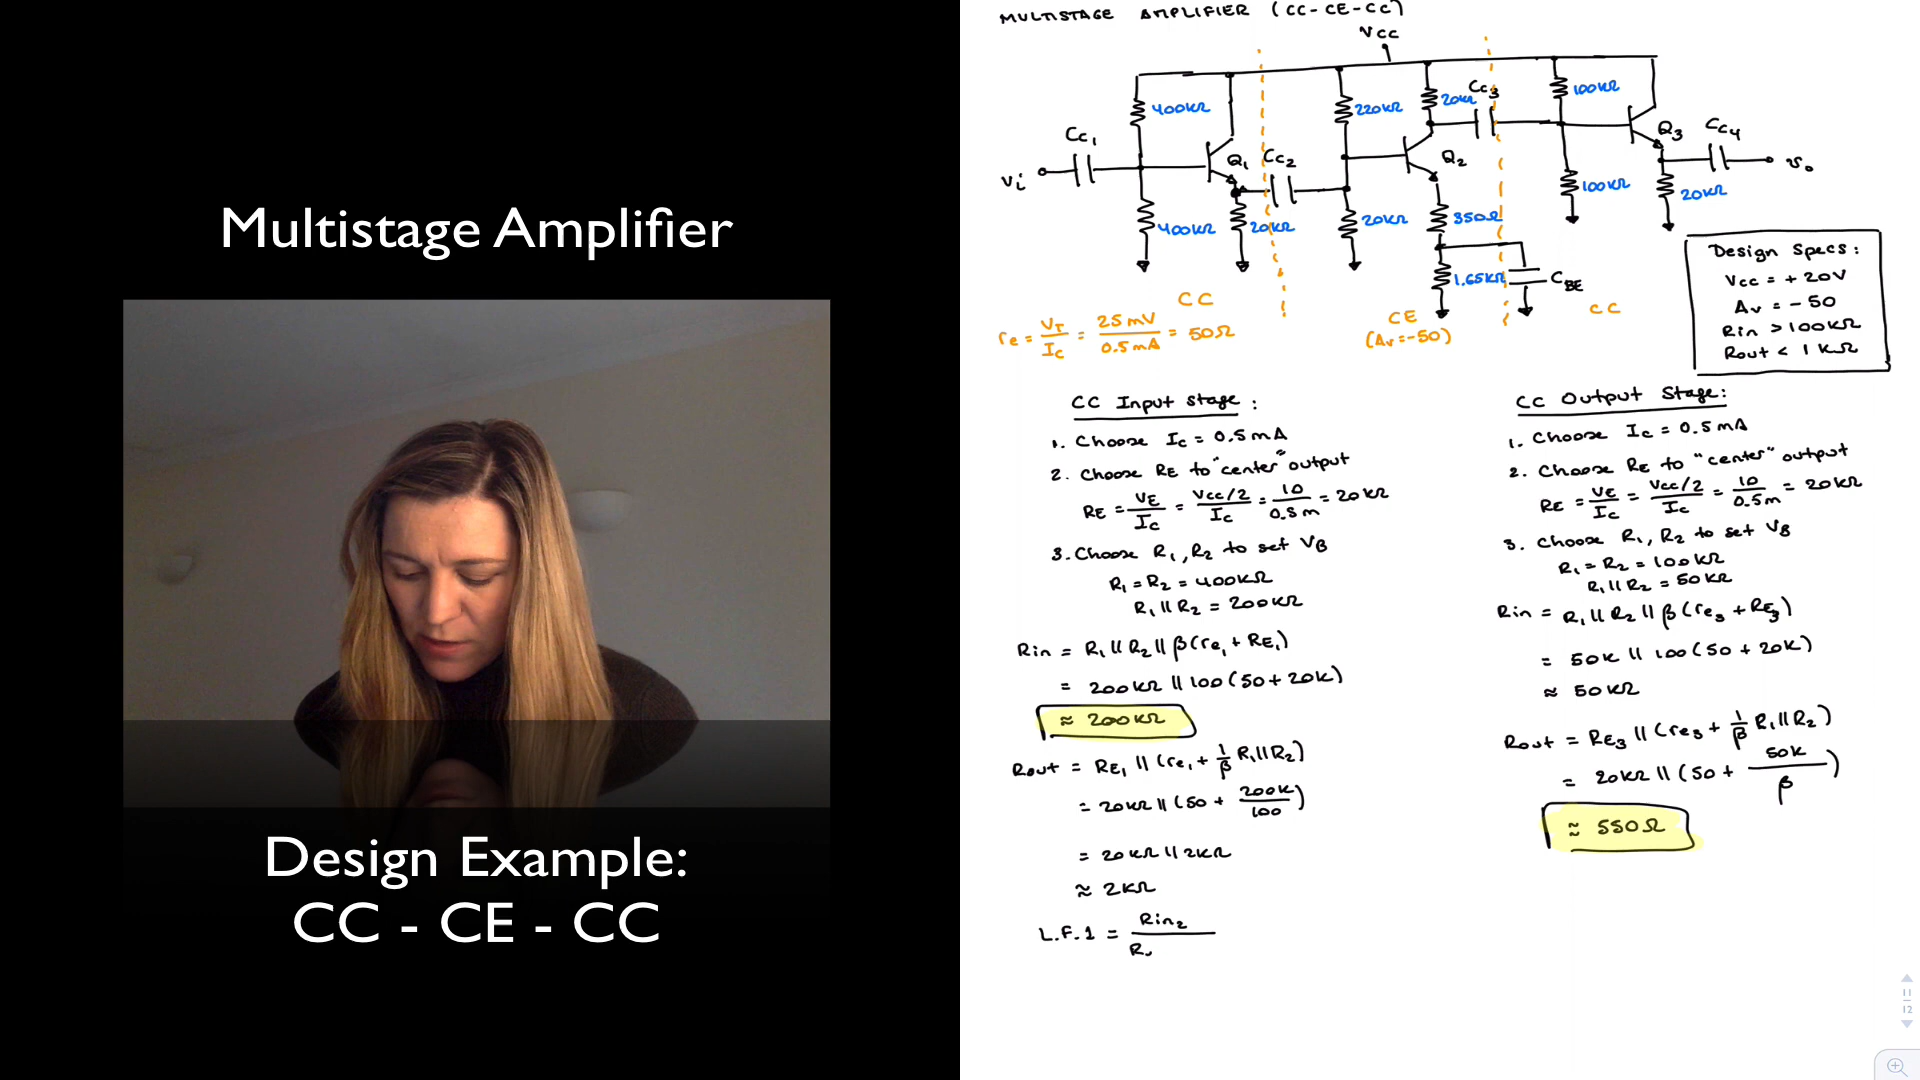 Multistage Amplifier
Design Example:
CC - CE - CC
MULTISTAGE AMPLIFIER (CC-CE-CC)
Vcc
400kΩ
220kΩ
20kΩ
Cc3
100kΩ
Cc1
Q1
Cc2
Q2
Q3
Cc4
Vi
vo
400kΩ
20kΩ
20kΩ
350Ω
100kΩ
20kΩ
1.65kΩ
CBE
CC
CE
(Av=-50)
CC
re = VT/Ic = 25mV/0.5mA = 50Ω
Design Specs:
Vcc = +20V
Av = -50
Rin > 100kΩ
Rout < 1kΩ
CC Input Stage:
1. Choose Ic = 0.5mA
2. Choose RE to "center" output
RE = VE/Ic = Vcc/2/Ic = 10/0.5m = 20kΩ
3. Choose R1, R2 to set VB
R1 = R2 = 400kΩ
R1 || R2 = 200kΩ
Rin = R1 || R2 || β(re1 + RE1)
= 200kΩ || 100(50+20k)
≈ 200kΩ
Rout = RE1 || (re1 + 1/β R1||R2)
= 20kΩ || (50 + 200k/100)
= 20kΩ || 2kΩ
≈ 2kΩ
L.F.1 = Rin2
CC Output Stage:
1. Choose Ic = 0.5mA
2. Choose RE to "center" output
RE = VE/Ic = Vcc/2/Ic = 10/0.5m = 20kΩ
3. Choose R1, R2 to set VB
R1 = R2 = 100kΩ
R1 || R2 = 50kΩ
Rin = R1 || R2 || β(re3 + RE3)
= 50k || 100(50 + 20k)
≈ 50kΩ
Rout = RE3 || (re3 + 1/β R1||R2)
= 20kΩ || (50 + 50k/β)
≈ 550Ω
11
12